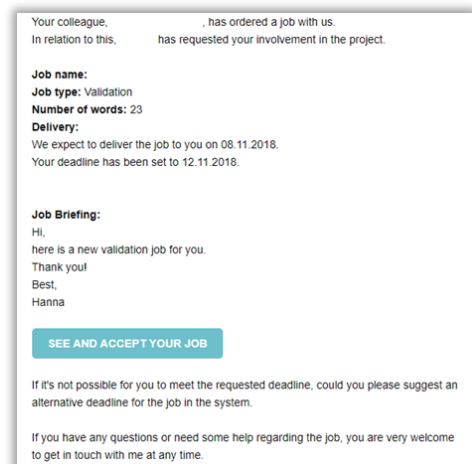 Your colleague, , has ordered a job with us.
In relation to this, has requested your involvement in the project.
Job name:
Job type: Validation
Number of words: 23
Delivery:
We expect to deliver the job to you on 08.11.2018.
Your deadline has been set to 12.11.2018.
Job Briefing:
Hi,
here is a new validation job for you.
Thank you!
Best,
Hanna
SEE AND ACCEPT YOUR JOB
If it's not possible for you to meet the requested deadline, could you please suggest an
alternative deadline for the job in the system.
If you have any questions or need some help regarding the job, you are very welcome
to get in touch with me at any time.